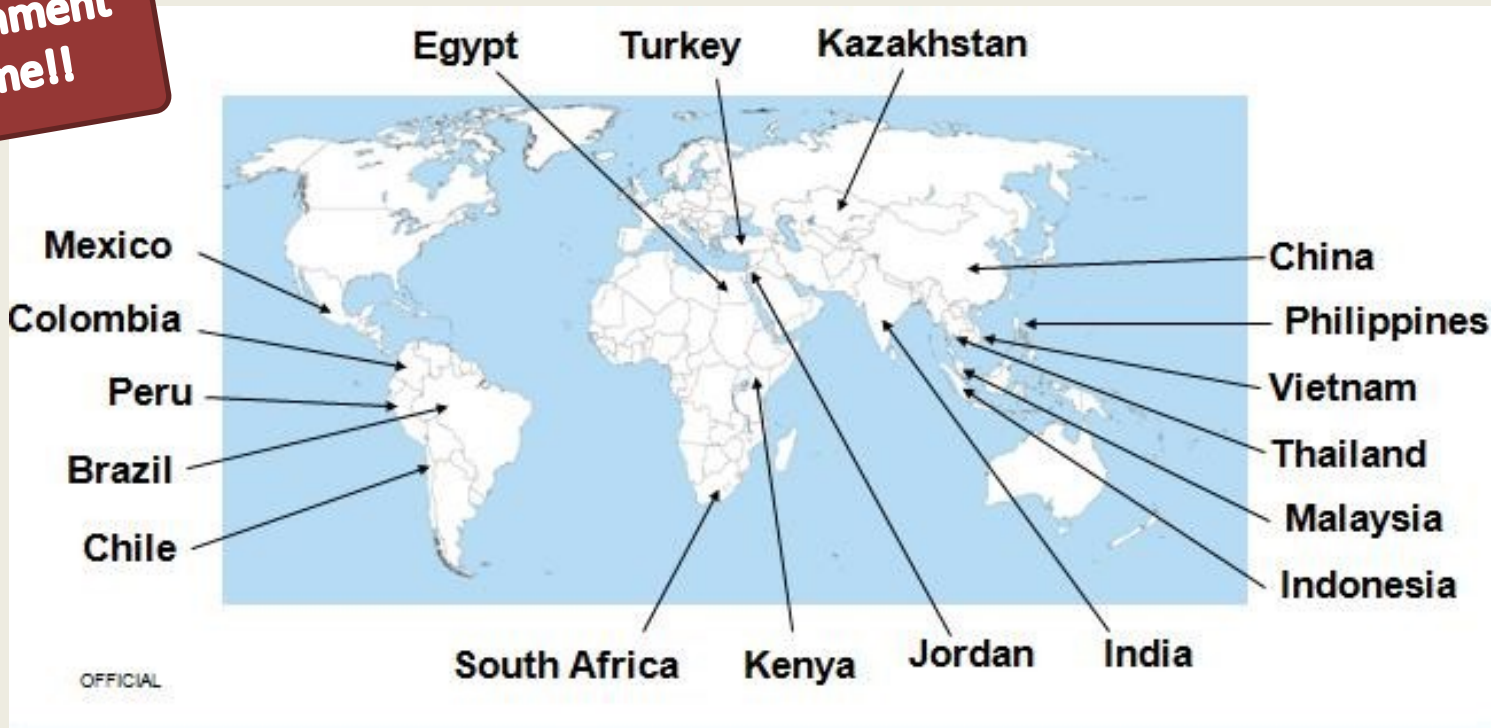 ne!!
Egypt
Turkey
Kazakhstan
Mexico
Colombia
Peru
Brazil
Chile
China
Philippines
Vietnam
Thailand
Malaysia
Indonesia
South Africa
Kenya
Jordan
India
OFFICIAL